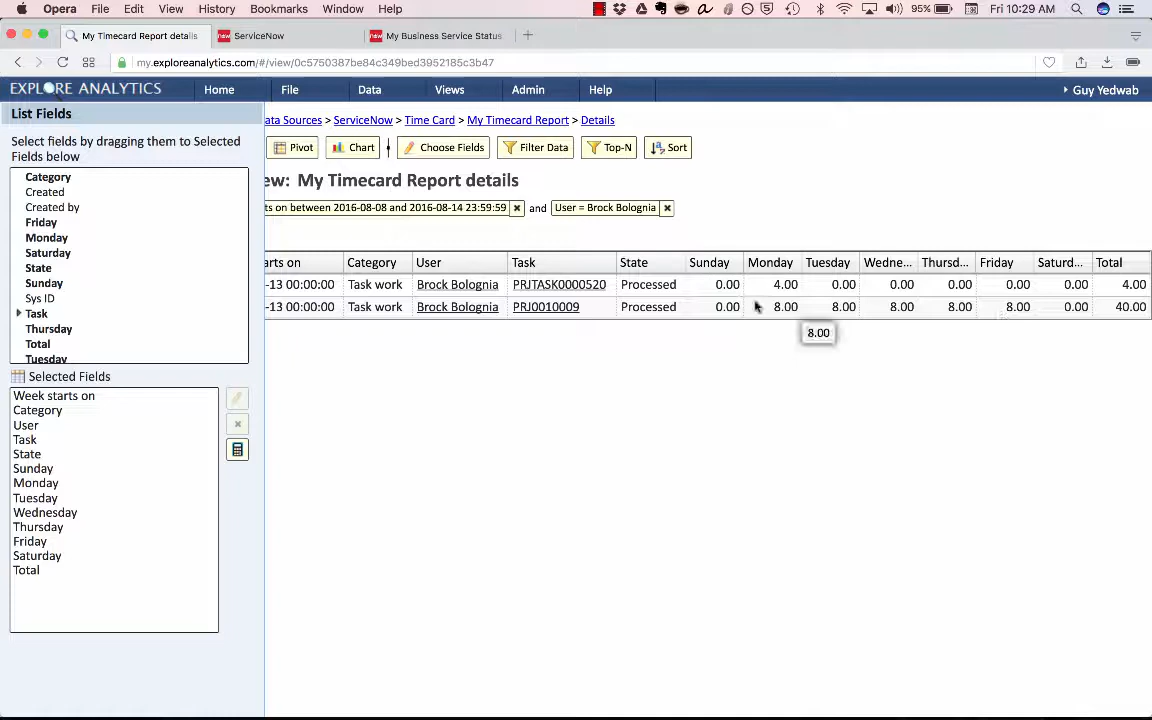 Opera File Edit View History Bookmarks Window Help 95% Fri 10:29 AM
My Timecard Report details ServiceNow My Business Service Status
my.exploreanalytics.com/#/view/0c5750387be84c349bed3952185c3b47
EXPLORE ANALYTICS Home File Data Views Admin Help Guy Yedwab
List Fields
Select fields by dragging them to Selected
Fields below
Category
Created
Created by
Friday
Monday
Saturday
State
Sunday
Sys ID
Task
Thursday
Total
Tuesday
Selected Fields
Week starts on
Category
User
Task
State
Sunday
Monday
Tuesday
Wednesday
Thursday
Friday
Saturday
Total
ata Sources > ServiceNow > Time Card > My Timecard Report > Details
Pivot Chart Choose Fields Filter Data Top-N Sort
ew: My Timecard Report details
ts on between 2016-08-08 and 2016-08-14 23:59:59 and User = Brock Bolognia
arts on Category User Task State Sunday Monday Tuesday Wedne... Thursd... Friday Saturd... Total
-13 00:00:00 Task work Brock Bolognia PRJTASK0000520 Processed 0.00 4.00 0.00 0.00 0.00 0.00 0.00 4.00
-13 00:00:00 Task work Brock Bolognia PRJ0010009 Processed 0.00 8.00 8.00 8.00 8.00 8.00 0.00 40.00
8.00